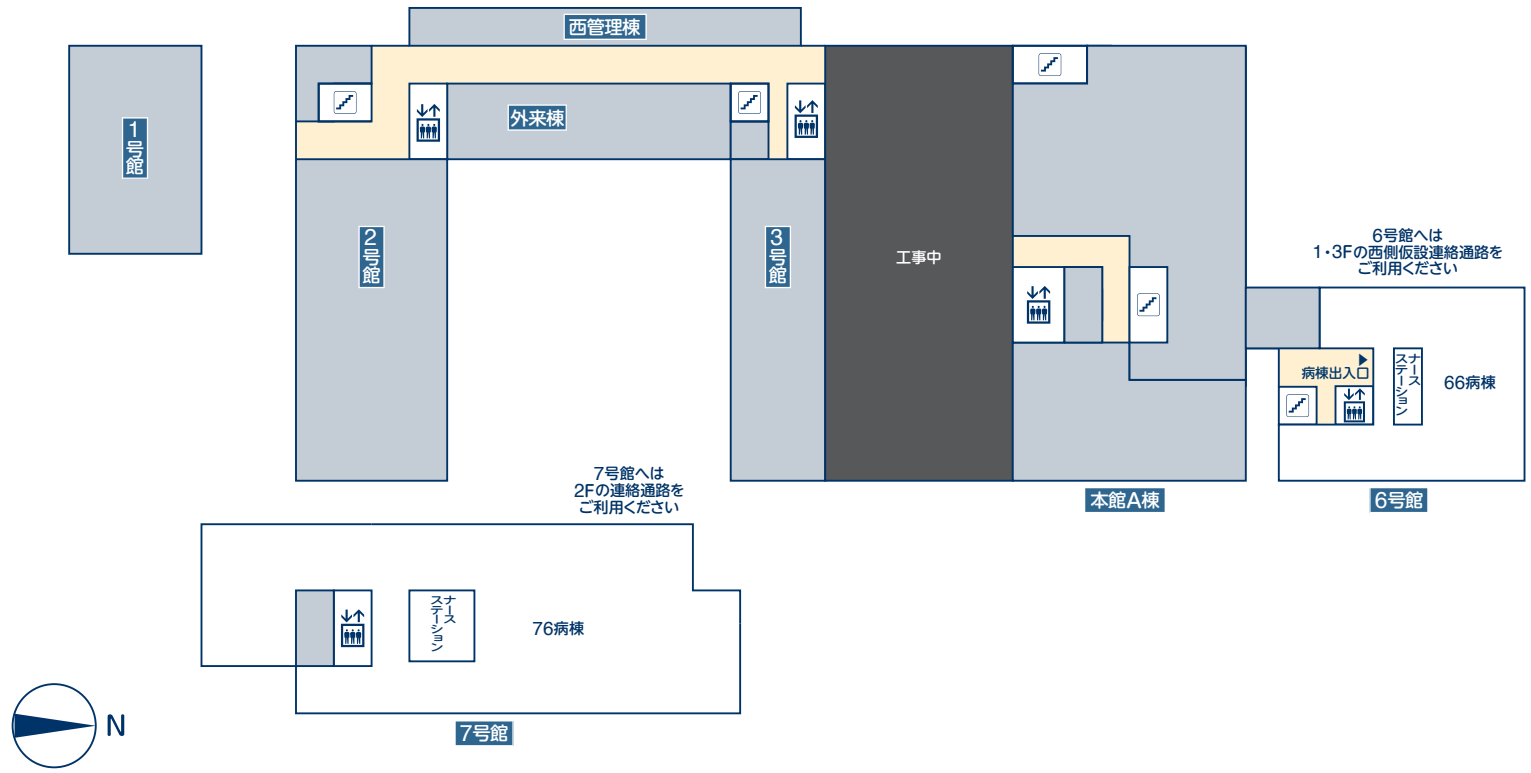 西管理棟
外来棟
1号館
2号館
3号館
工事中
6号館へは
1・3Fの西側仮設連絡通路を
ご利用ください
病棟出入口
ナース
ステーション
66病棟
本館A棟
6号館
7号館へは
2Fの連絡通路を
ご利用ください
ナース
ステーション
76病棟
7号館
N